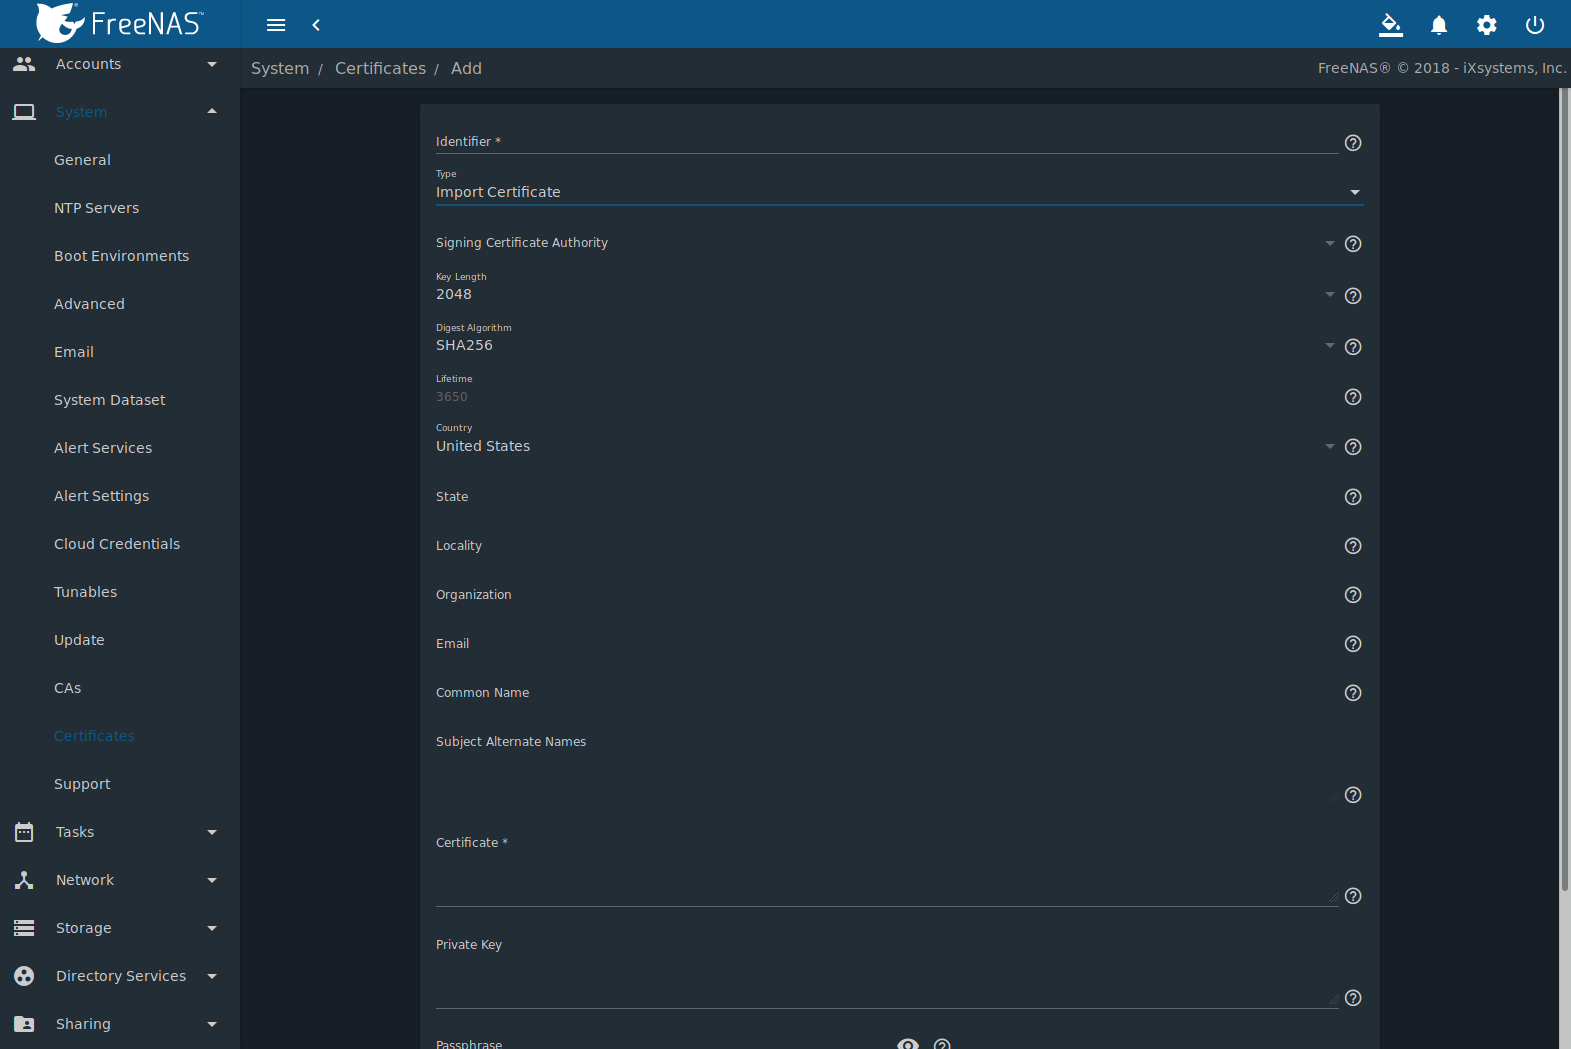 FreeNAS™
Accounts
System
General
NTP Servers
Boot Environments
Advanced
Email
System Dataset
Alert Services
Alert Settings
Cloud Credentials
Tunables
Update
CAs
Certificates
Support
Tasks
Network
Storage
Directory Services
Sharing
System / Certificates / Add
FreeNAS® © 2018 - iXsystems, Inc.
Identifier *
Type
Import Certificate
Signing Certificate Authority
Key Length
2048
Digest Algorithm
SHA256
Lifetime
3650
Country
United States
State
Locality
Organization
Email
Common Name
Subject Alternate Names
Certificate *
Private Key
Passphrase